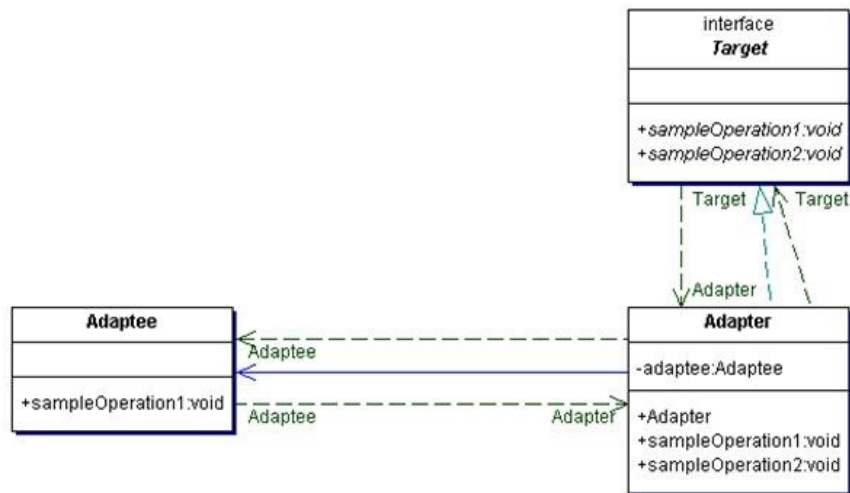 interface
Target
+sampleOperation1:void
+sampleOperation2:void
Target
Target
Adapter
Adaptee
+sampleOperation1:void
Adaptee
Adaptee
Adapter
Adapter
-adaptee:Adaptee
+Adapter
+sampleOperation1:void
+sampleOperation2:void